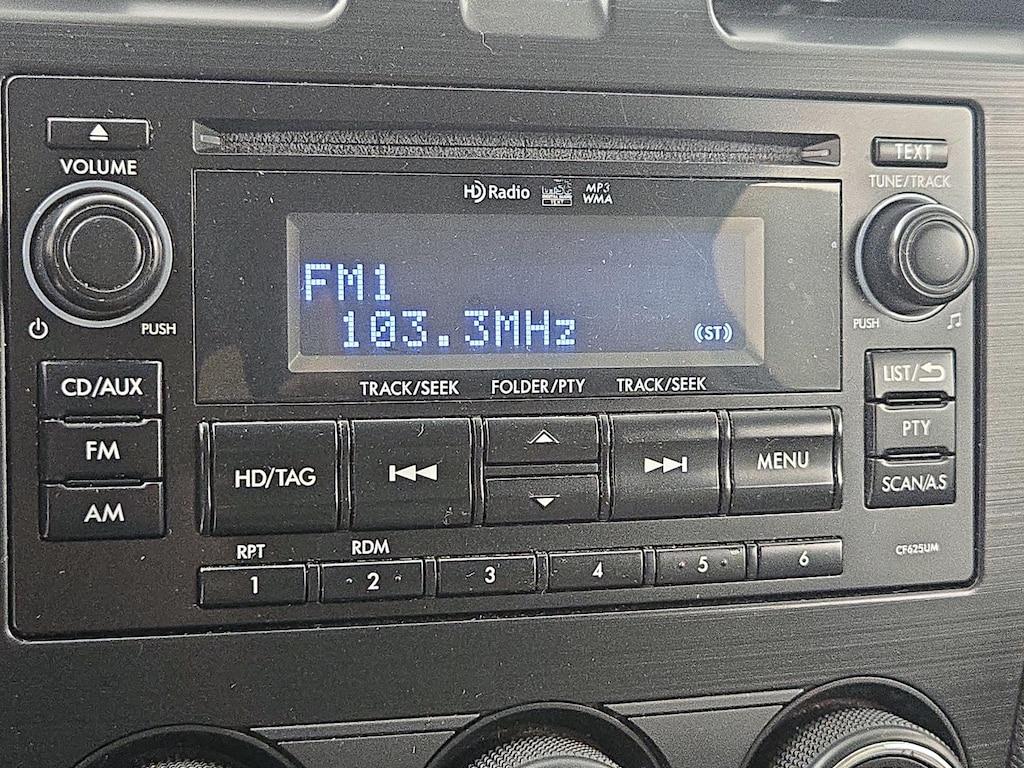 VOLUME
PUSH
HD Radio
MP3
WMA
TEXT
TUNE/TRACK
PUSH
FM1
103.3MHz
(ST)
TRACK/SEEK
FOLDER/PTY
TRACK/SEEK
CD/AUX
FM
AM
HD/TAG
MENU
LIST/
PTY
SCAN/A.S
RPT
RDM
1
2
3
4
5
6
CF625UM